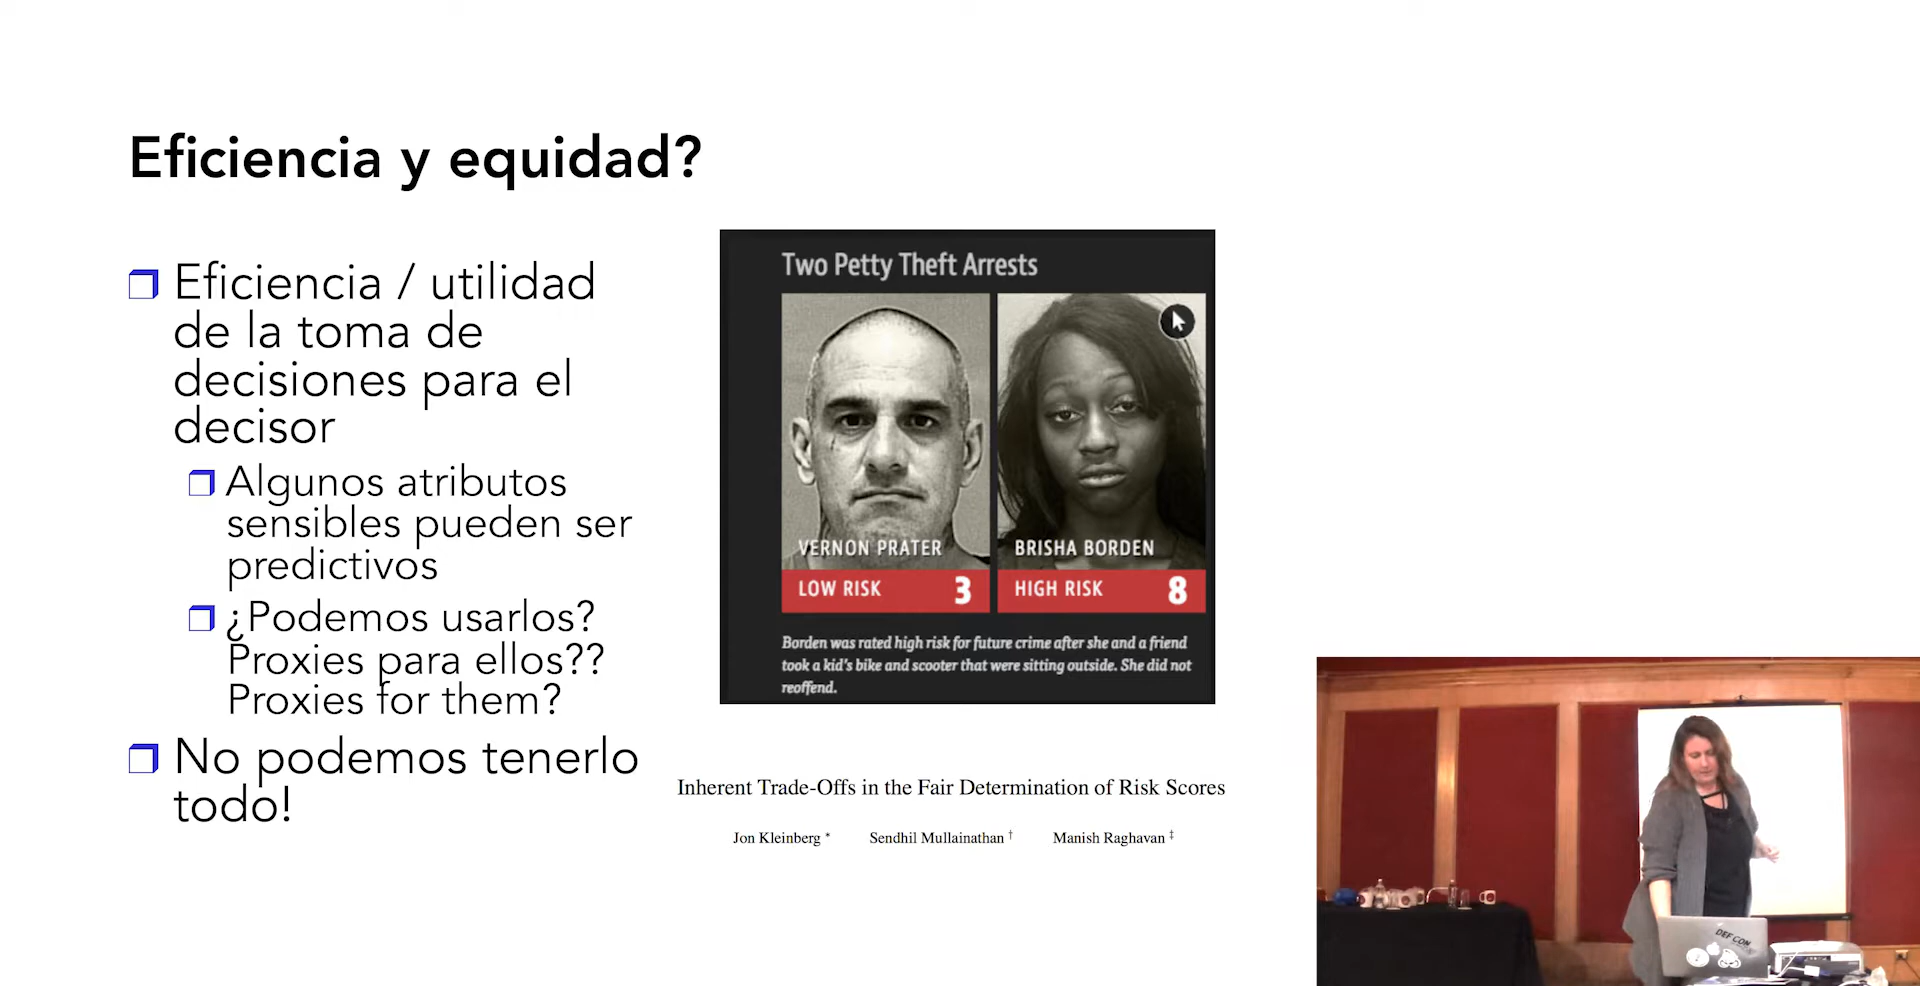 Eficiencia y equidad?
Eficiencia / utilidad
de la toma de
decisiones para el
decisor
Algunos atributos
sensibles pueden ser
predictivos
¿Podemos usarlos?
Proxies para ellos??
Proxies for them?
No podemos tenerlo
todo!
Two Petty Theft Arrests
VERNON PRATER
LOW RISK 3
BRISHA BORDEN
HIGH RISK 8
Borden was rated high risk for future crime after she and a friend
took a kid's bike and scooter that were sitting outside. She did not
reoffend.
Inherent Trade-Offs in the Fair Determination of Risk Scores
Jon Kleinberg * Sendhil Mullainathan † Manish Raghavan ‡
DEF CON